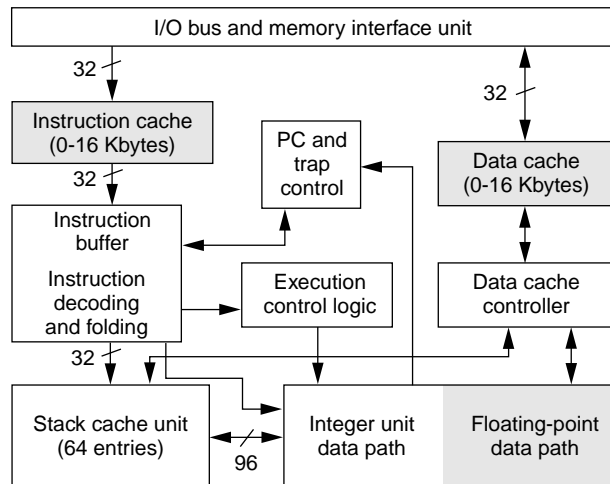 I/O bus and memory interface unit
32
32
Instruction cache
(0-16 Kbytes)
PC and
trap
control
Data cache
(0-16 Kbytes)
32
Instruction
buffer
Instruction
decoding
and folding
Execution
control logic
Data cache
controller
32
Stack cache unit
(64 entries)
96
Integer unit
data path
Floating-point
data path